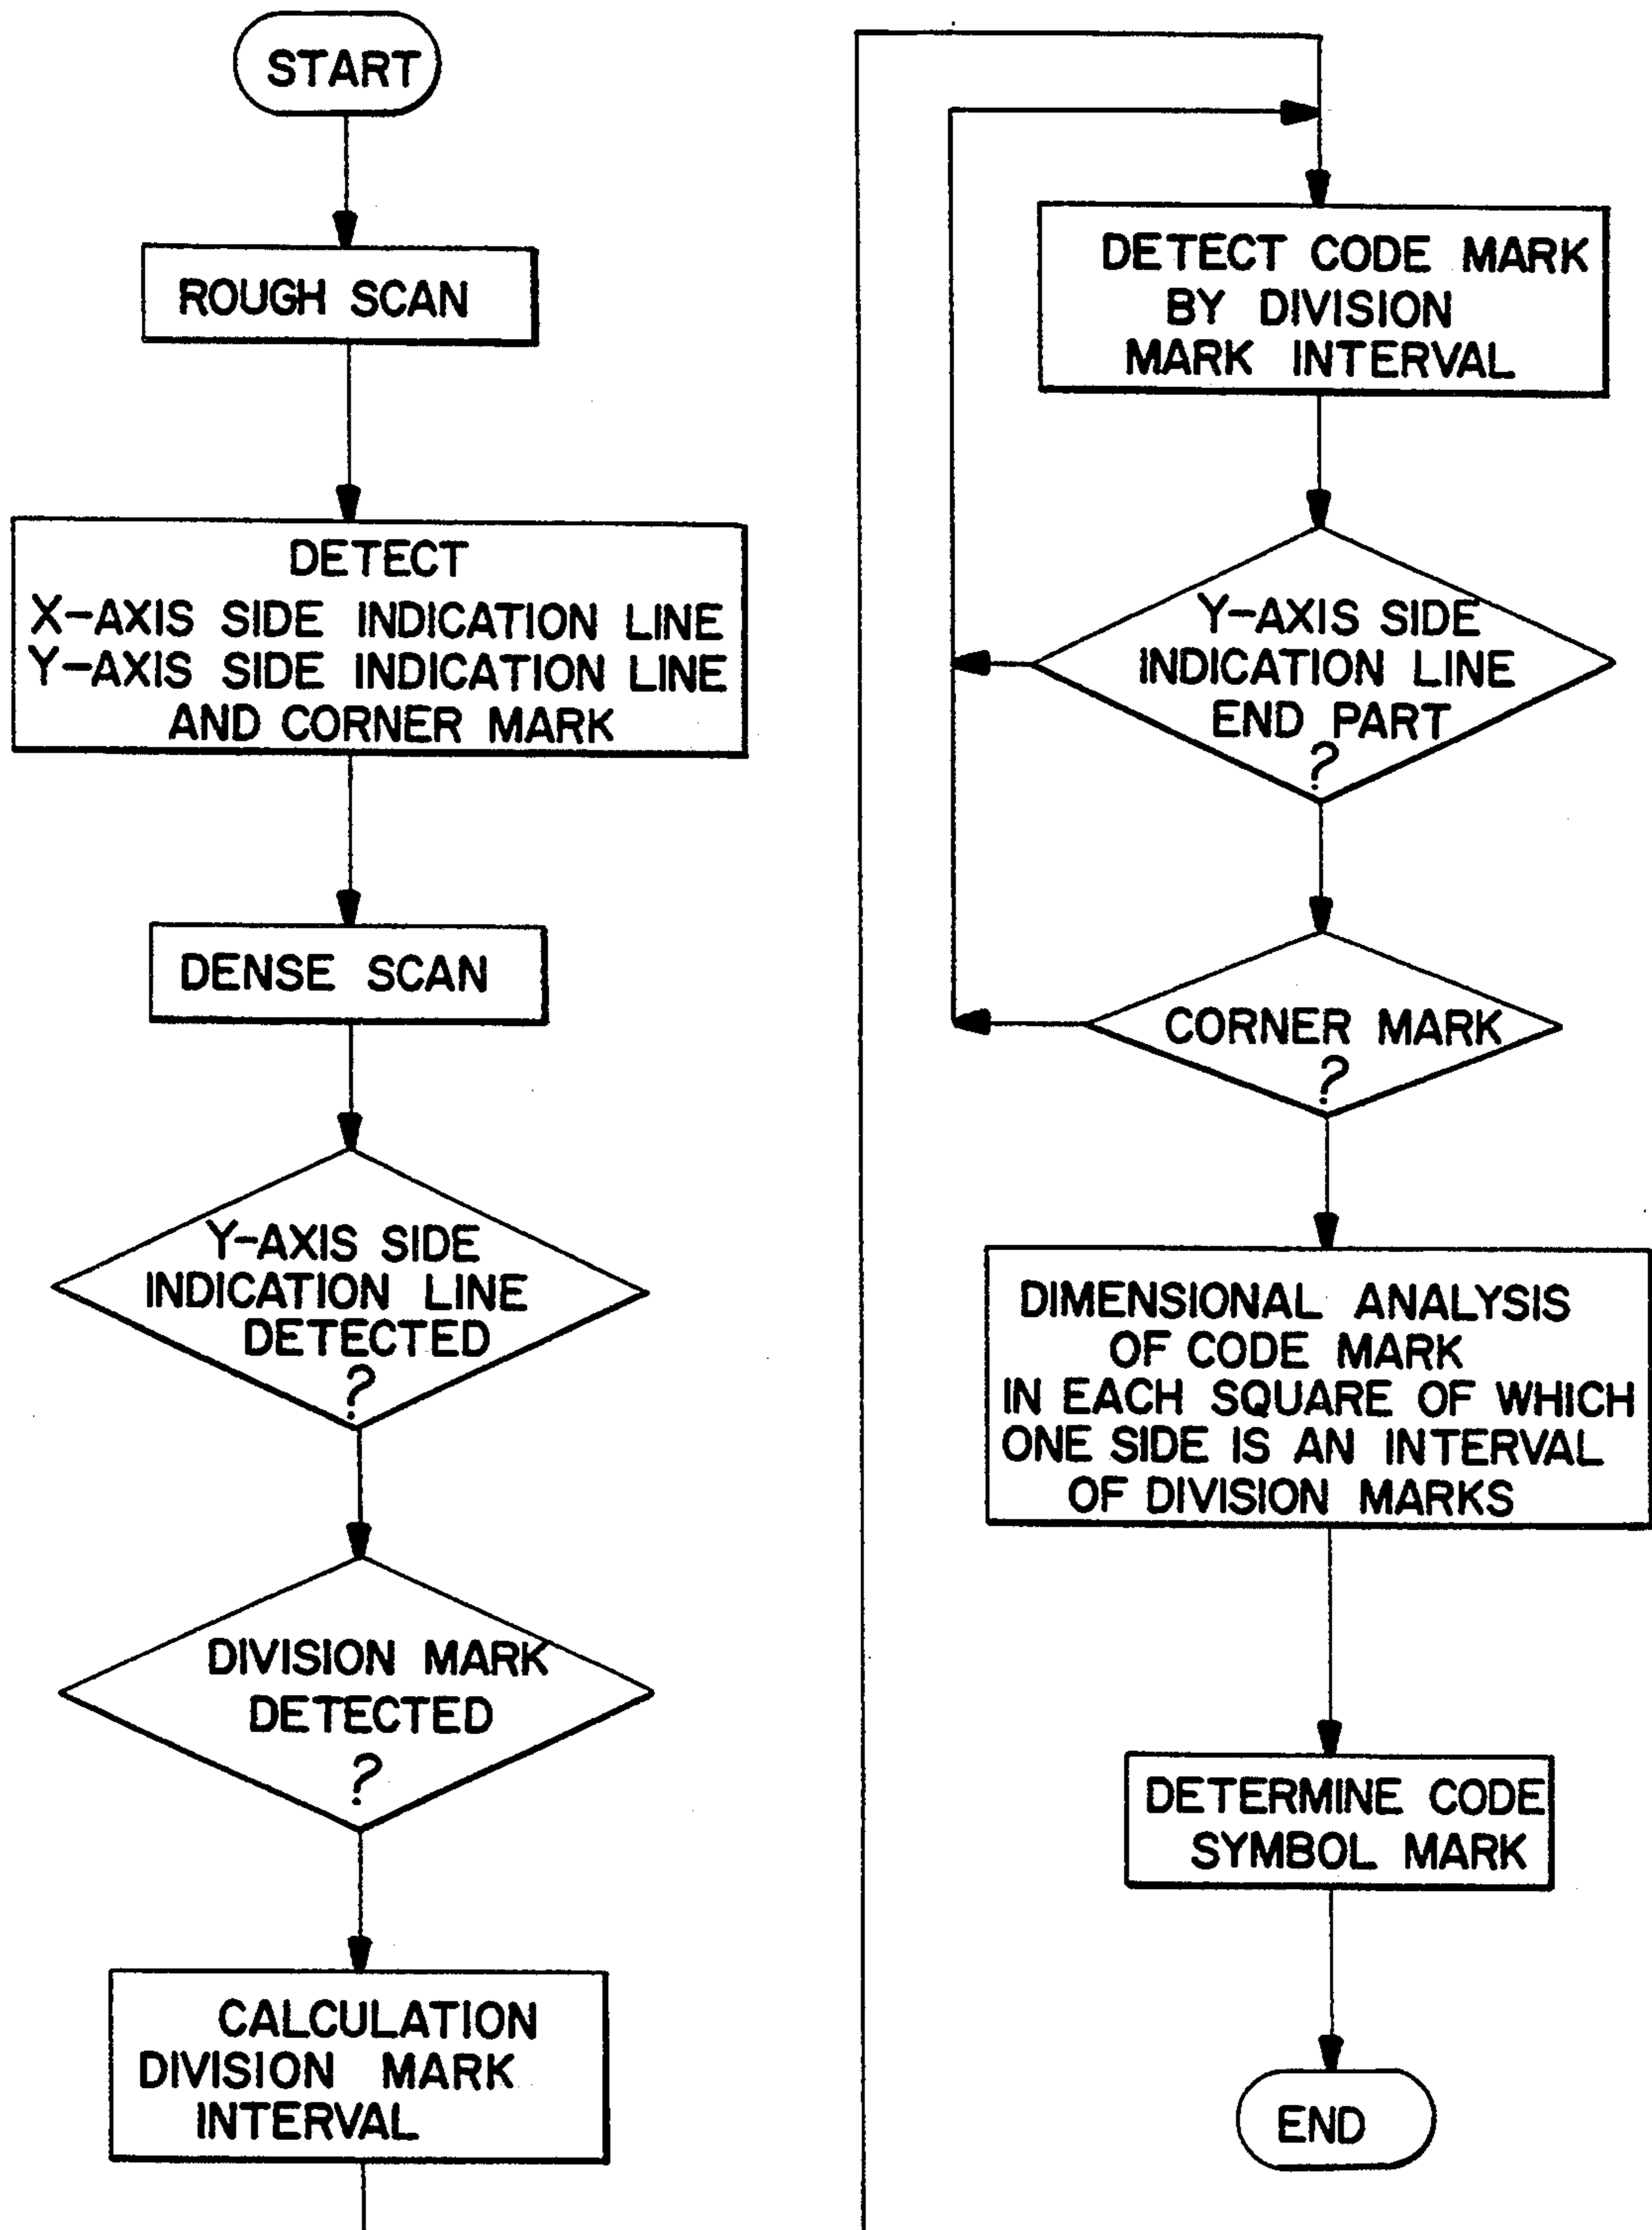 START
ROUGH SCAN
DETECT
X-AXIS SIDE INDICATION LINE
Y-AXIS SIDE INDICATION LINE
AND CORNER MARK
DENSE SCAN
Y-AXIS SIDE
INDICATION LINE
DETECTED
?
DIVISION MARK
DETECTED
?
CALCULATION
DIVISION MARK
INTERVAL
DETECT CODE MARK
BY DIVISION
MARK INTERVAL
Y-AXIS SIDE
INDICATION LINE
END PART
?
CORNER MARK
?
DIMENSIONAL ANALYSIS
OF CODE MARK
IN EACH SQUARE OF WHICH
ONE SIDE IS AN INTERVAL
OF DIVISION MARKS
DETERMINE CODE
SYMBOL MARK
END